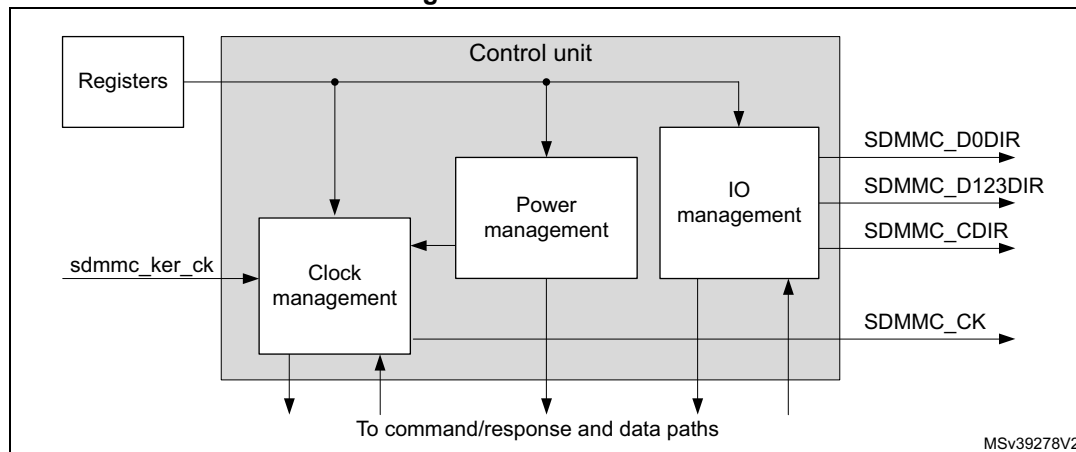 Control unit
Registers
SDMMC_D0DIR
SDMMC_D123DIR
SDMMC_CDIR
IO
management
Power
management
sdmmc_ker_ck
Clock
management
SDMMC_CK
To command/response and data paths
MSv39278V2